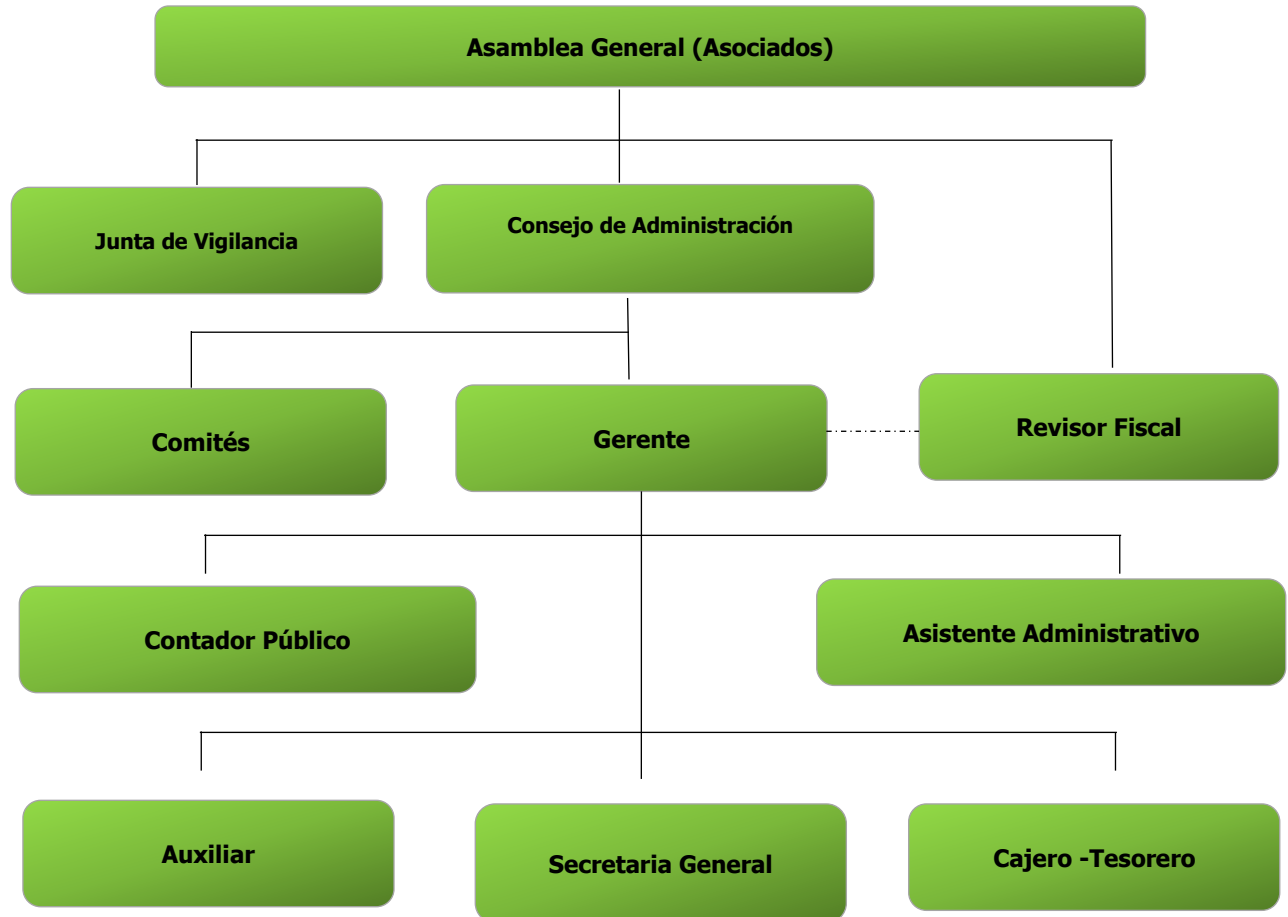 Asamblea General (Asociados)
Junta de Vigilancia
Consejo de Administración
Comités
Gerente
Revisor Fiscal
Contador Público
Asistente Administrativo
Auxiliar
Secretaria General
Cajero -Tesorero